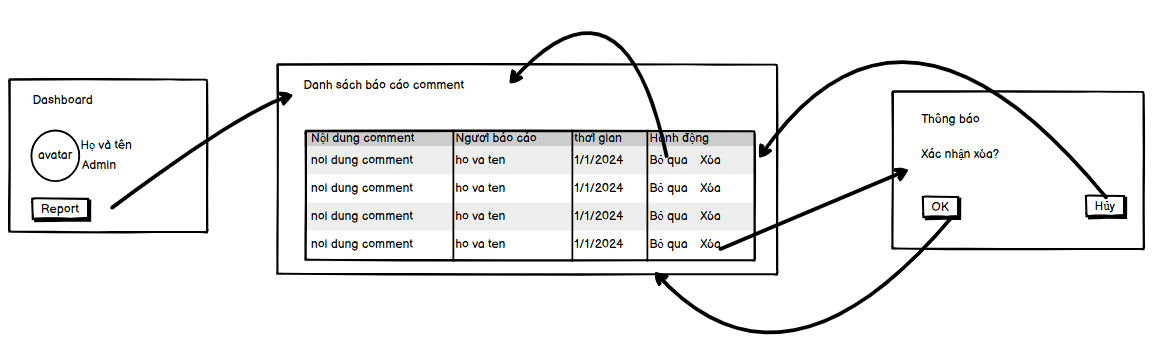 Dashboard
avatar
Họ và tên
Admin
Report
Danh sách báo cáo comment
Nội dung comment Người báo cáo thơi gian Hành động
noi dung comment ho va ten 1/1/2024 Bỏ qua Xóa
noi dung comment ho va ten 1/1/2024 Bỏ qua Xóa
noi dung comment ho va ten 1/1/2024 Bỏ qua Xóa
noi dung comment ho va ten 1/1/2024 Bỏ qua Xóa
Thông báo
Xác nhận xóa?
OK
Hủy